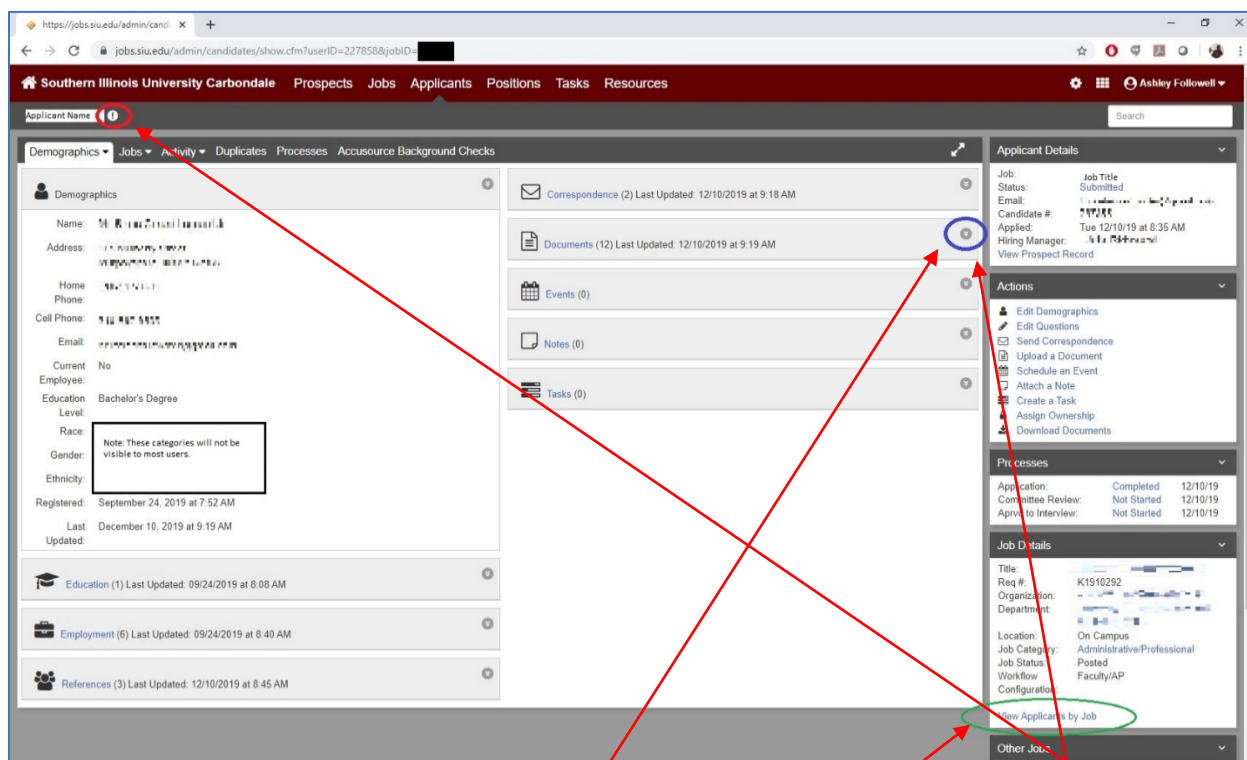 https://jobs.siu.edu/admin/candi
jobs.siu.edu/admin/candidates/show.cfm?userID=227858&jobID=
Southern Illinois University Carbondale Prospects Jobs Applicants Positions Tasks Resources Ashley Followell
Applicant Name Search
Demographics Jobs Activity Duplicates Processes Accusource Background Checks
Demographics
Name:
Address:
Home Phone:
Cell Phone:
Email:
Current Employee: No
Education Level: Bachelor's Degree
Race:
Gender:
Ethnicity:
Note: These categories will not be
visible to most users.
Registered: September 24, 2019 at 7:52 AM
Last Updated: December 10, 2019 at 9:19 AM
Education (1) Last Updated: 09/24/2019 at 8:08 AM
Employment (6) Last Updated: 09/24/2019 at 8:40 AM
References (3) Last Updated: 12/10/2019 at 8:45 AM
Correspondence (2) Last Updated: 12/10/2019 at 9:18 AM
Documents (12) Last Updated: 12/10/2019 at 9:19 AM
Events (0)
Notes (0)
Tasks (0)
Applicant Details
Job: Job Title
Status: Submitted
Email:
Candidate #:
Applied: Tue 12/10/19 at 8:35 AM
Hiring Manager:
View Prospect Record
Actions
Edit Demographics
Edit Questions
Send Correspondence
Upload a Document
Schedule an Event
Attach a Note
Create a Task
Assign Ownership
Download Documents
Processes
Application: Completed 12/10/19
Committee Review: Not Started 12/10/19
Aprvd to Interview: Not Started 12/10/19
Job Details
Title:
Req #: K1910292
Organization:
Department:
Location: On Campus
Job Category: Administrative/Professional
Job Status: Posted
Workflow Configuration: Faculty/AP
View Applicants by Job
Other Jobs